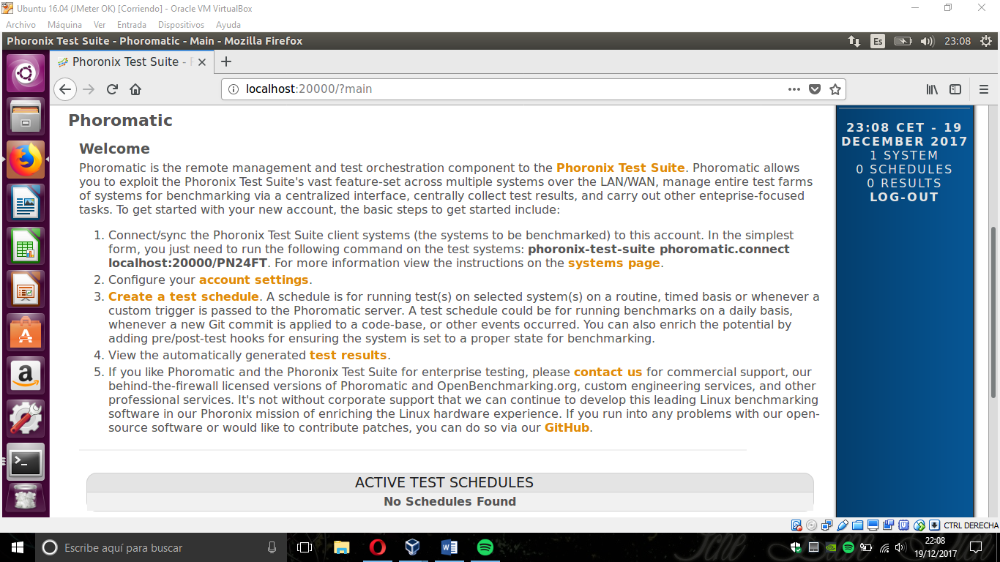 Ubuntu 16.04 (JMeter OK) [Corriendo] - Oracle VM VirtualBox
Archivo Máquina Ver Entrada Dispositivos Ayuda
Phoronix Test Suite - Phoromatic - Main - Mozilla Firefox
Es
23:08
Phoronix Test Suite -
localhost:20000/?main
Phoromatic
Welcome
Phoromatic is the remote management and test orchestration component to the Phoronix Test Suite. Phoromatic allows
you to exploit the Phoronix Test Suite's vast feature-set across multiple systems over the LAN/WAN, manage entire test farms
of systems for benchmarking via a centralized interface, centrally collect test results, and carry out other enteprise-focused
tasks. To get started with your new account, the basic steps to get started include:
1. Connect/sync the Phoronix Test Suite client systems (the systems to be benchmarked) to this account. In the simplest
form, you just need to run the following command on the test systems: phoronix-test-suite phoromatic.connect
localhost:20000/PN24FT. For more information view the instructions on the systems page.
2. Configure your account settings.
3. Create a test schedule. A schedule is for running test(s) on selected system(s) on a routine, timed basis or whenever a
custom trigger is passed to the Phoromatic server. A test schedule could be for running benchmarks on a daily basis,
whenever a new Git commit is applied to a code-base, or other events occurred. You can also enrich the potential by
adding pre/post-test hooks for ensuring the system is set to a proper state for benchmarking.
4. View the automatically generated test results.
5. If you like Phoromatic and the Phoronix Test Suite for enterprise testing, please contact us for commercial support, our
behind-the-firewall licensed versions of Phoromatic and OpenBenchmarking.org, custom engineering services, and other
professional services. It's not without corporate support that we can continue to develop this leading Linux benchmarking
software in our Phoronix mission of enriching the Linux hardware experience. If you run into any problems with our open-
source software or would like to contribute patches, you can do so via our GitHub.
ACTIVE TEST SCHEDULES
No Schedules Found
23:08 CET - 19
DECEMBER 2017
1 SYSTEM
0 SCHEDULES
0 RESULTS
LOG-OUT
CTRL DERECHA
Escribe aquí para buscar
22:08
19/12/2017